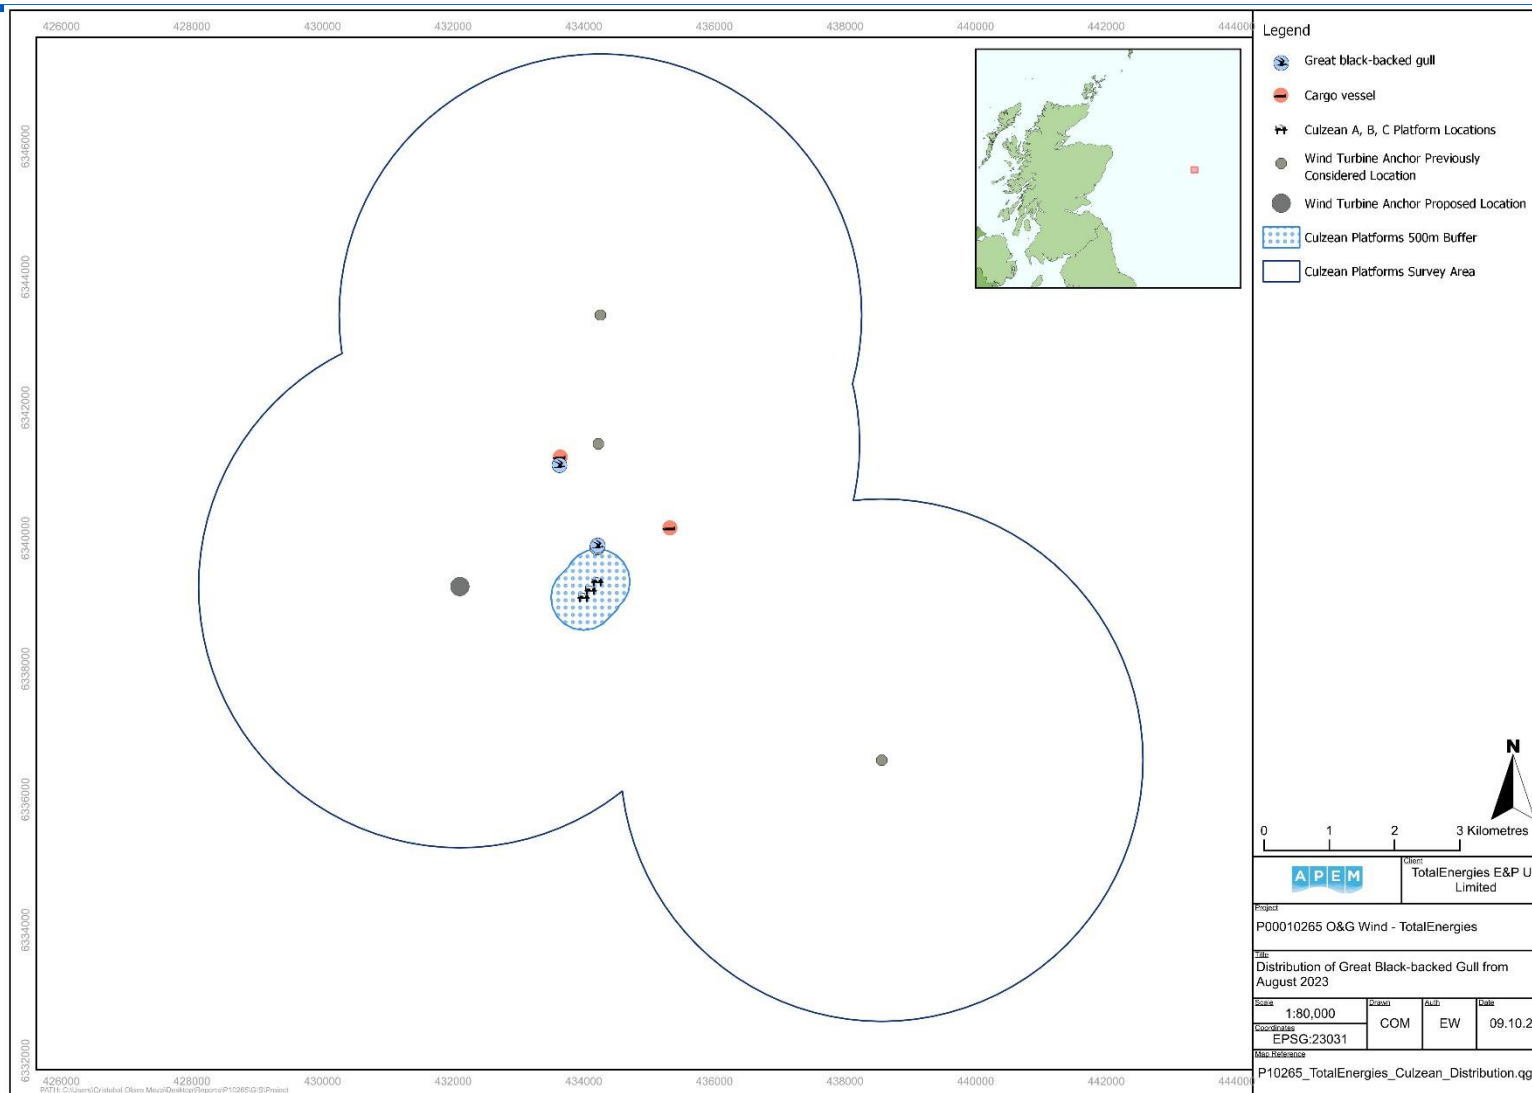 426000 428000 430000 432000 434000 436000 438000 440000 442000 444000
6346000
6344000
6342000
6340000
6338000
6336000
6334000
6332000
426000 428000 430000 432000 434000 436000 438000 440000 442000 444000
Legend
Great black-backed gull
Cargo vessel
Culzean A, B, C Platform Locations
Wind Turbine Anchor Previously
Considered Location
Wind Turbine Anchor Proposed Location
Culzean Platforms 500m Buffer
Culzean Platforms Survey Area
N
0 1 2 3 Kilometres
APEM
Client
TotalEnergies E&P U
Limited
Project
P00010265 O&G Wind - TotalEnergies
Title
Distribution of Great Black-backed Gull from
August 2023
Scale
1:80,000
Drawn
COM
Auth
EW
Date
09.10.2
Coordinates
EPSG:23031
Map Reference
P10265_TotalEnergies_Culzean_Distribution.qg